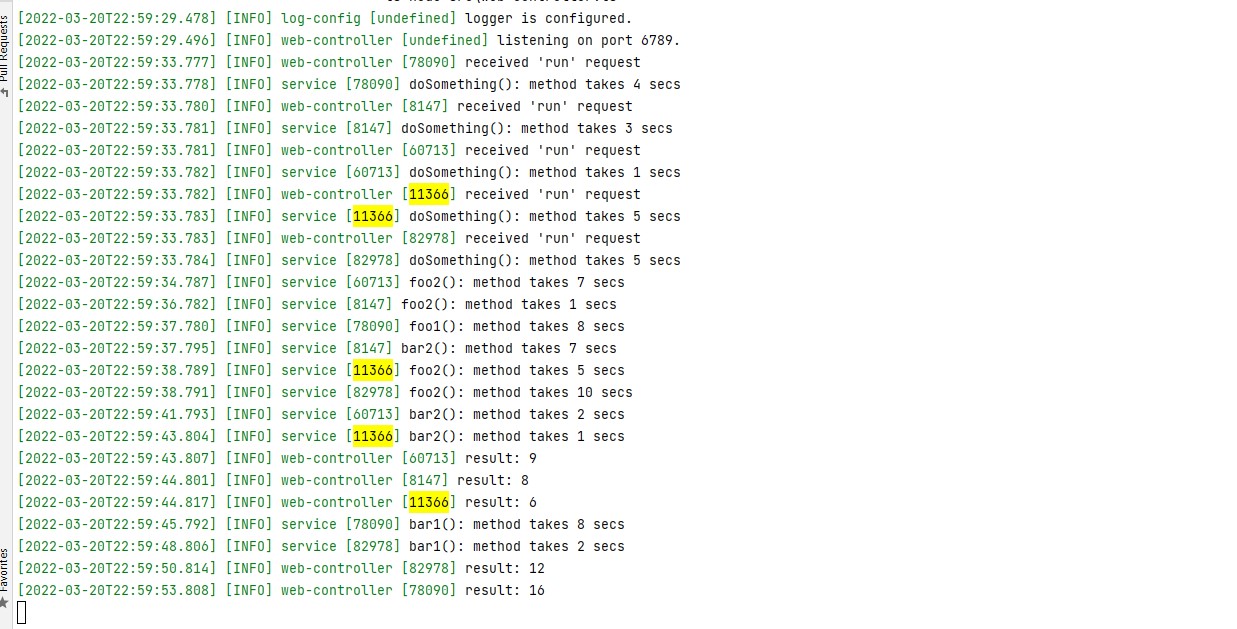 [2022-03-20T22:59:29.478] [INFO] log-config [undefined] logger is configured.
[2022-03-20T22:59:29.496] [INFO] web-controller [undefined] listening on port 6789.
[2022-03-20T22:59:33.777] [INFO] web-controller [78090] received 'run' request
[2022-03-20T22:59:33.778] [INFO] service [78090] doSomething(): method takes 4 secs
[2022-03-20T22:59:33.780] [INFO] web-controller [8147] received 'run' request
[2022-03-20T22:59:33.781] [INFO] service [8147] doSomething(): method takes 3 secs
[2022-03-20T22:59:33.781] [INFO] web-controller [60713] received 'run' request
[2022-03-20T22:59:33.782] [INFO] service [60713] doSomething(): method takes 1 secs
[2022-03-20T22:59:33.782] [INFO] web-controller [11366] received 'run' request
[2022-03-20T22:59:33.783] [INFO] service [11366] doSomething(): method takes 5 secs
[2022-03-20T22:59:33.783] [INFO] web-controller [82978] received 'run' request
[2022-03-20T22:59:33.784] [INFO] service [82978] doSomething(): method takes 5 secs
[2022-03-20T22:59:34.787] [INFO] service [60713] foo2(): method takes 7 secs
[2022-03-20T22:59:36.782] [INFO] service [8147] foo2(): method takes 1 secs
[2022-03-20T22:59:37.780] [INFO] service [78090] foo1(): method takes 8 secs
[2022-03-20T22:59:37.795] [INFO] service [8147] bar2(): method takes 7 secs
[2022-03-20T22:59:38.789] [INFO] service [11366] foo2(): method takes 5 secs
[2022-03-20T22:59:38.791] [INFO] service [82978] foo2(): method takes 10 secs
[2022-03-20T22:59:41.793] [INFO] service [60713] bar2(): method takes 2 secs
[2022-03-20T22:59:43.804] [INFO] service [11366] bar2(): method takes 1 secs
[2022-03-20T22:59:43.807] [INFO] web-controller [60713] result: 9
[2022-03-20T22:59:44.801] [INFO] web-controller [8147] result: 8
[2022-03-20T22:59:44.817] [INFO] web-controller [11366] result: 6
[2022-03-20T22:59:45.792] [INFO] service [78090] bar1(): method takes 8 secs
[2022-03-20T22:59:48.806] [INFO] service [82978] bar1(): method takes 2 secs
[2022-03-20T22:59:50.814] [INFO] web-controller [82978] result: 12
[2022-03-20T22:59:53.808] [INFO] web-controller [78090] result: 16
Pull Requests
Favorites